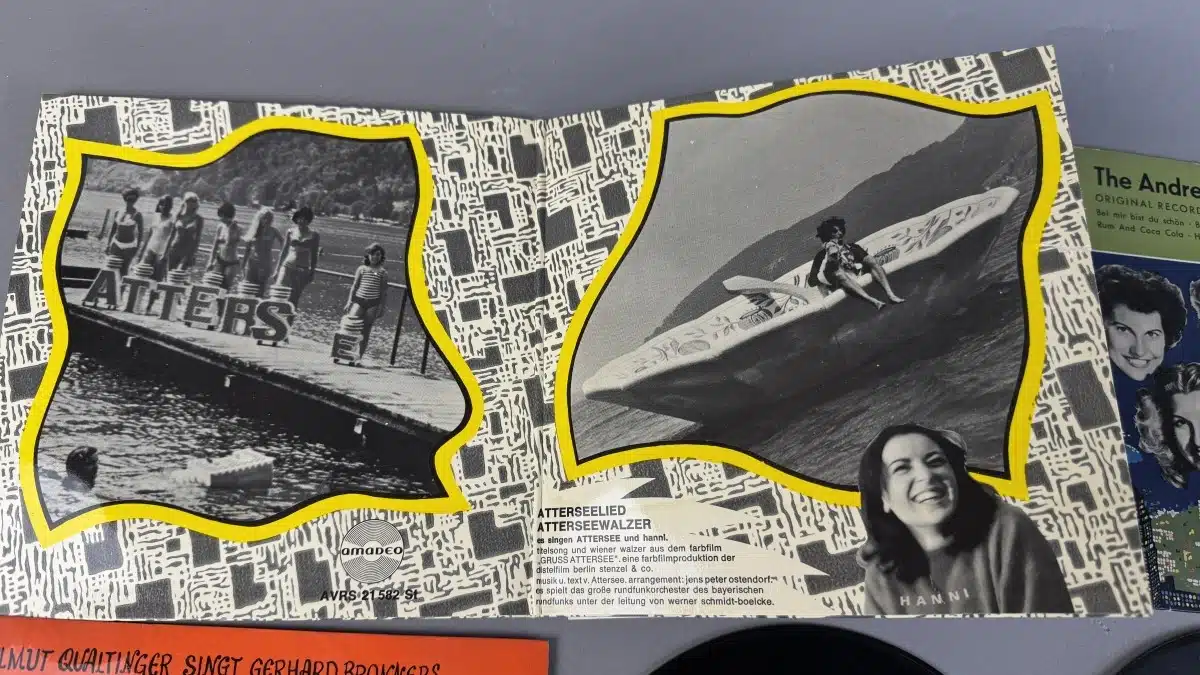 ATTERS
E
amadeo
AVRS 21 582 St
ATTERSEELIED
ATTERSEEWALZER
es singen ATTERSEE und hannI.
titelsong und wiener walzer aus dem farbfilm
„GRUSS ATTERSEE“. eine farbfilmproduktion der
distelfilm berlin stenzel & co.
musik u. text v. Attersee. arrangement: jens peter ostendorf.
es spielt das große rundfunkorchester des bayerischen
rundfunks unter der leitung von werner schmidt-boelcke.
HANNI
The Andre
ORIGINAL RECOR
Bei mir bist du schön · B
Rum And Coca Cola · H
LMUT QUALTINGER SINGT GERHARD BRONNERS